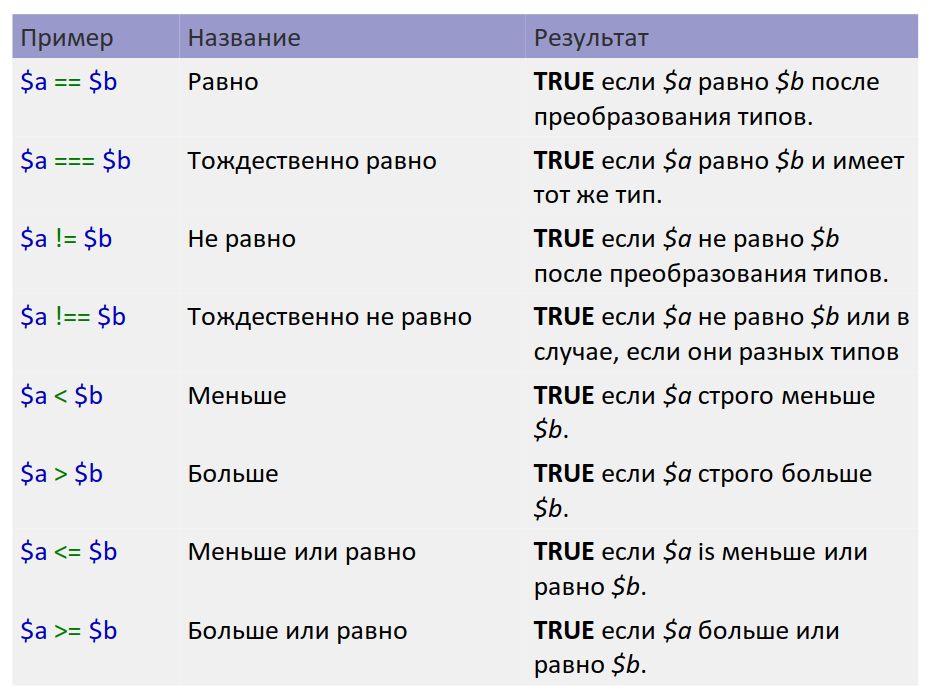 Пример Название Результат
$a == $b Равно TRUE если $a равно $b после
преобразования типов.
$a === $b Тождественно равно TRUE если $a равно $b и имеет
тот же тип.
$a != $b Не равно TRUE если $a не равно $b
после преобразования типов.
$a !== $b Тождественно не равно TRUE если $a не равно $b или в
случае, если они разных типов
$a < $b Меньше TRUE если $a строго меньше
$b.
$a > $b Больше TRUE если $a строго больше
$b.
$a <= $b Меньше или равно TRUE если $a is меньше или
равно $b.
$a >= $b Больше или равно TRUE если $a больше или
равно $b.